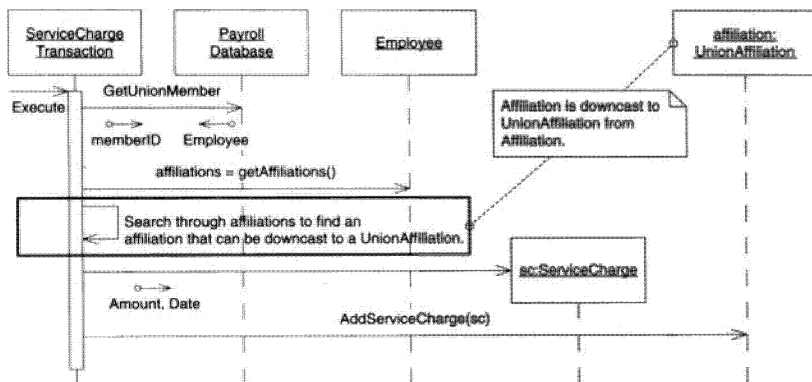 ServiceCharge
Transaction
Payroll
Database
Employee
affiliation:
UnionAffiliation
Execute
GetUnionMember
memberID
Employee
Affiliation is downcast to
UnionAffiliation from
Affiliation.
affiliations = getAffiliations()
Search through affiliations to find an
affiliation that can be downcast to a UnionAffiliation.
sc:ServiceCharge
Amount, Date
AddServiceCharge(sc)